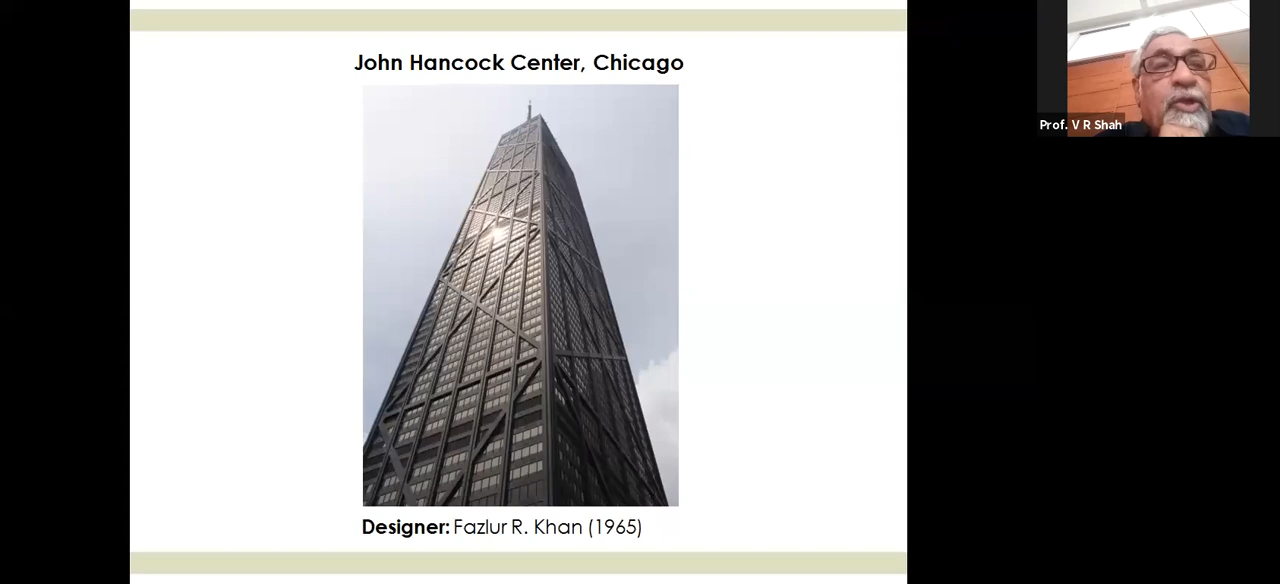 John Hancock Center, Chicago
Prof. V R Shah
Designer: Fazlur R. Khan (1965)